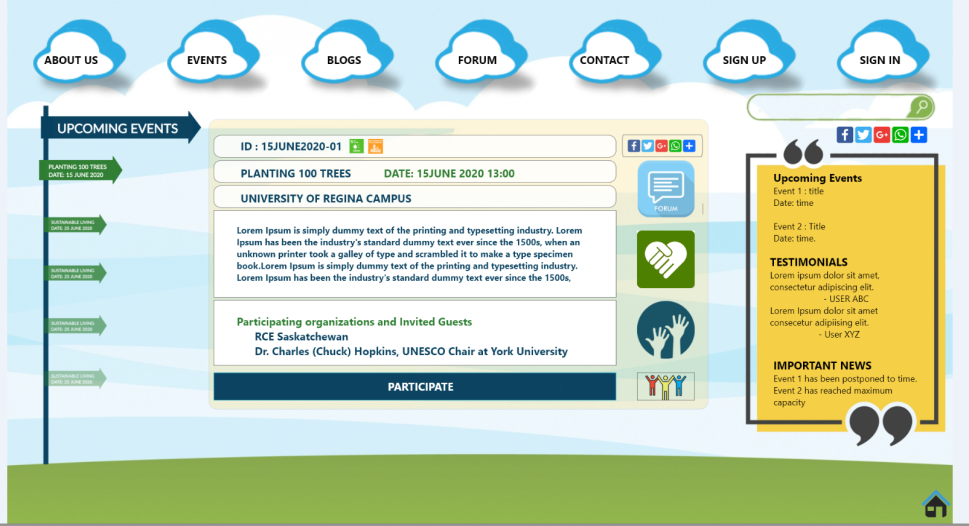 ABOUT US
EVENTS
BLOGS
FORUM
CONTACT
SIGN UP
SIGN IN
UPCOMING EVENTS
PLANTING 100 TREES
DATE: 15 JUNE 2020
SUSTAINABLE LIVING
DATE: 25 JUNE 2020
SUSTAINABLE LIVING
DATE: 25 JUNE 2020
SUSTAINABLE LIVING
DATE: 25 JUNE 2020
SUSTAINABLE LIVING
DATE: 25 JUNE 2020
ID : 15JUNE2020-01
PLANTING 100 TREES DATE: 15JUNE 2020 13:00
UNIVERSITY OF REGINA CAMPUS
Lorem Ipsum is simply dummy text of the printing and typesetting industry. Lorem
Ipsum has been the industry's standard dummy text ever since the 1500s, when an
unknown printer took a galley of type and scrambled it to make a type specimen
book.Lorem Ipsum is simply dummy text of the printing and typesetting industry.
Lorem Ipsum has been the industry's standard dummy text ever since the 1500s,
Participating organizations and Invited Guests
RCE Saskatchewan
Dr. Charles (Chuck) Hopkins, UNESCO Chair at York University
PARTICIPATE
FORUM
Upcoming Events
Event 1 : title
Date: time
Event 2 : Title
Date: time.
TESTIMONIALS
Lorem ipsum dolor sit amet,
consectetur adipiscing elit.
- USER ABC
Lorem Ipsum dolor sit amet
consectetur adipiising elit.
- User XYZ
IMPORTANT NEWS
Event 1 has been postponed to time.
Event 2 has reached maximum
capacity